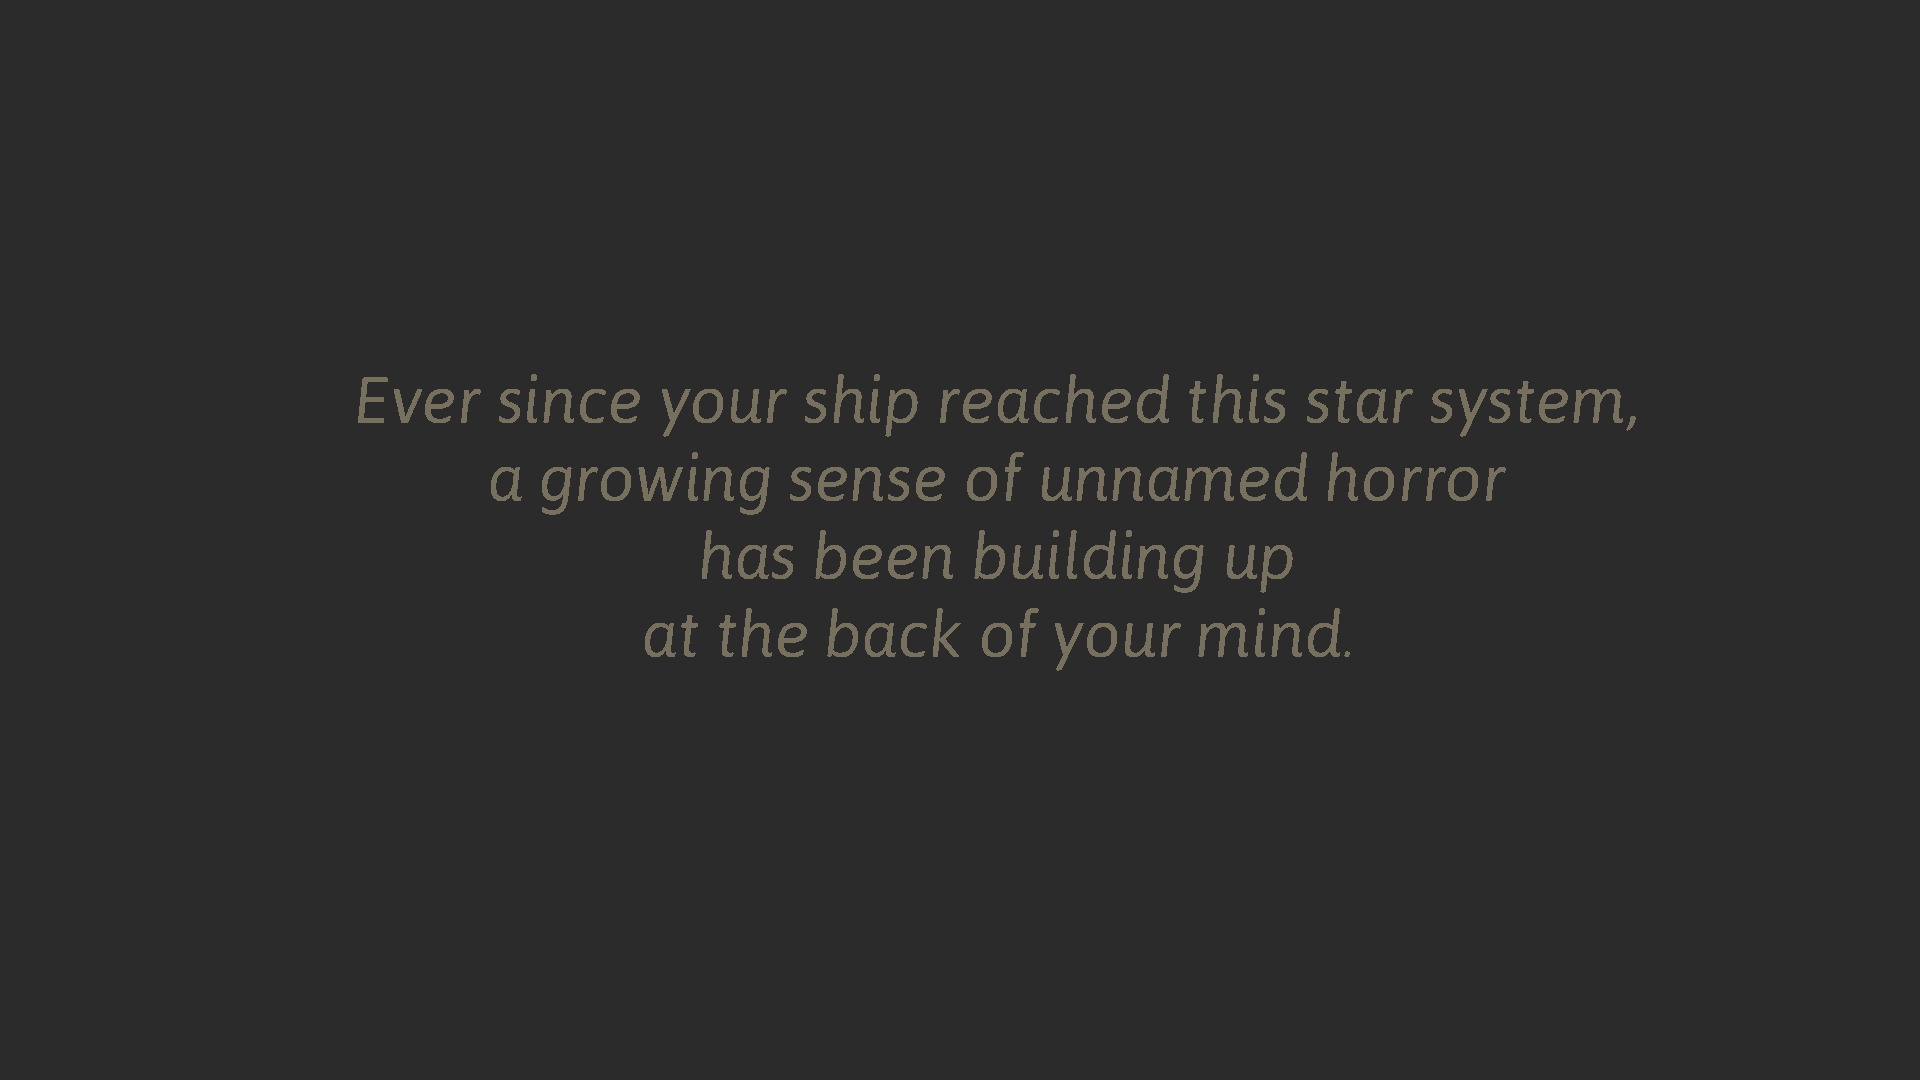 Ever since your ship reached this star system,
a growing sense of unnamed horror
has been building up
at the back of your mind.